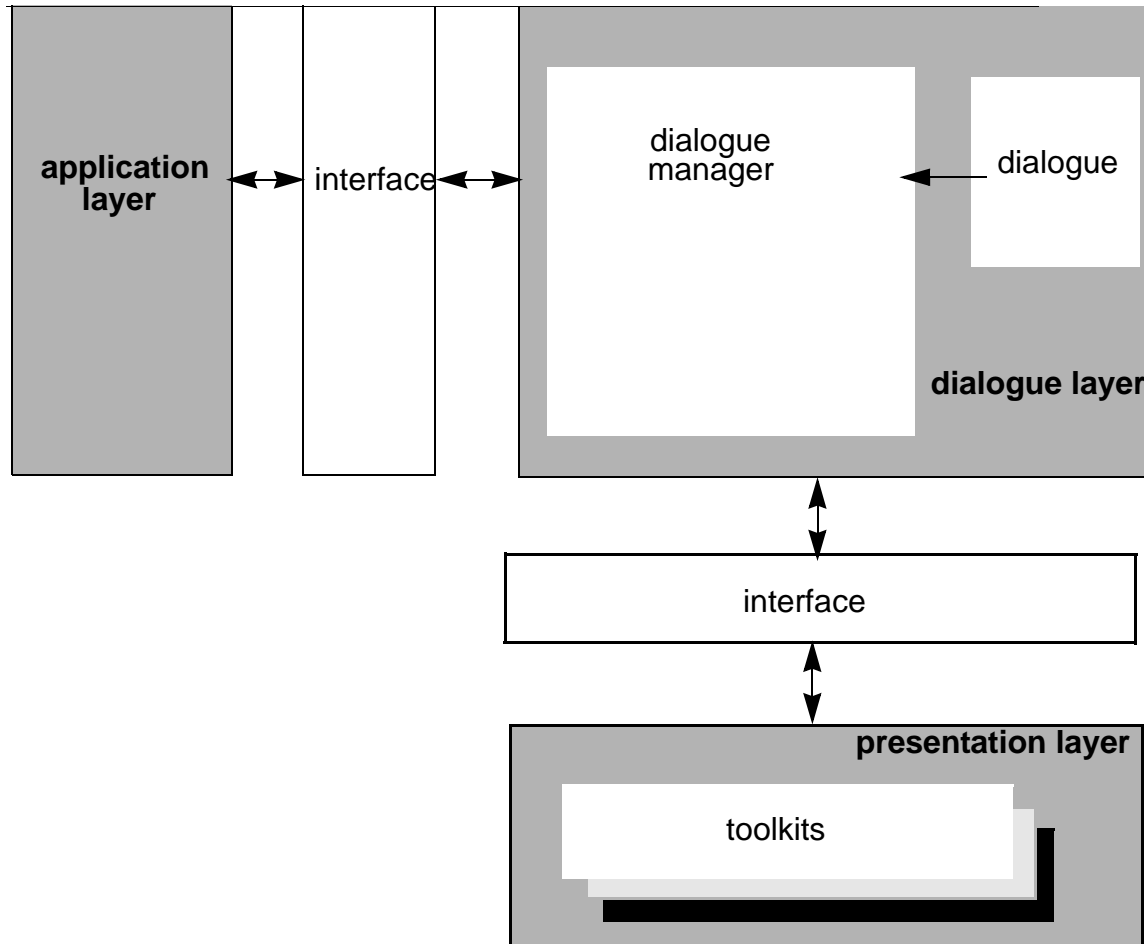 application
layer
interface
dialogue
manager
dialogue
dialogue layer
interface
presentation layer
toolkits